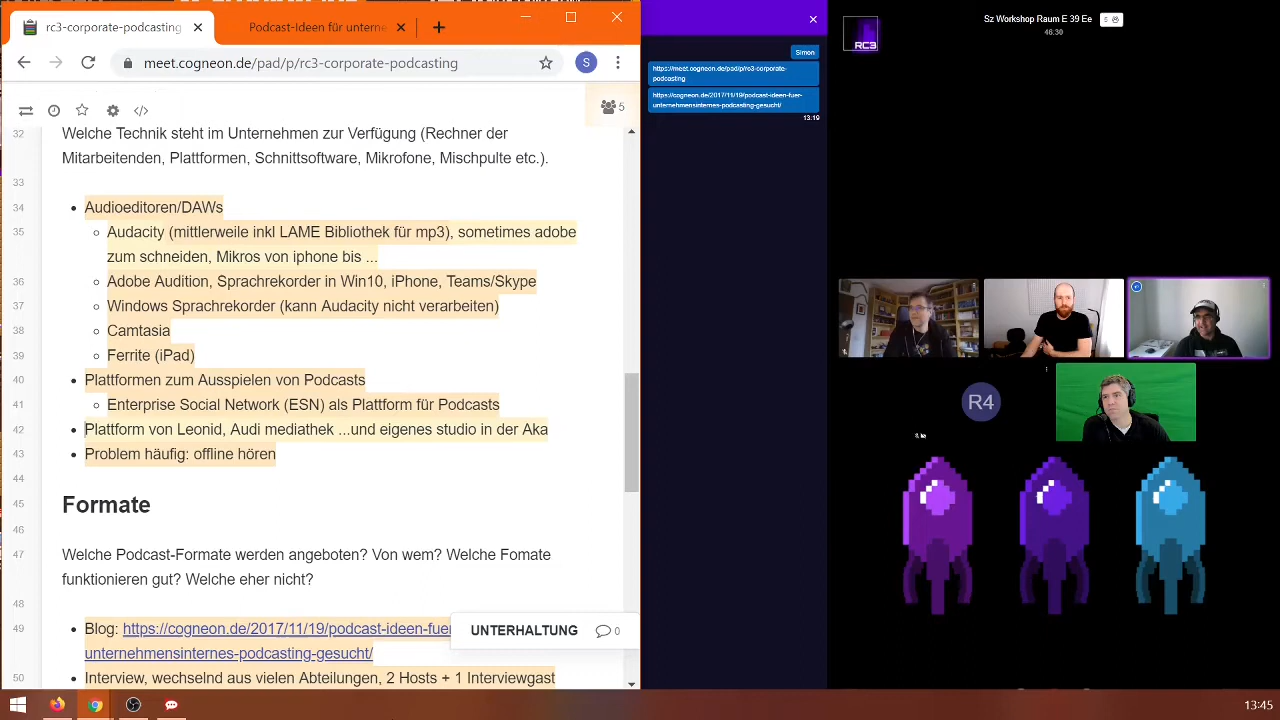 rc3-corporate-podcasting
Podcast-Ideen für unterne
meet.cogneon.de/pad/p/rc3-corporate-podcasting
S
5
32 Welche Technik steht im Unternehmen zur Verfügung (Rechner der
Mitarbeitenden, Plattformen, Schnittsoftware, Mikrofone, Mischpulte etc.).
33
34 Audioeditoren/DAWs
35 Audacity (mittlerweile inkl LAME Bibliothek für mp3), sometimes adobe
zum schneiden, Mikros von iphone bis ...
36 Adobe Audition, Sprachrekorder in Win10, iPhone, Teams/Skype
37 Windows Sprachrekorder (kann Audacity nicht verarbeiten)
38 Camtasia
39 Ferrite (iPad)
40 Plattformen zum Ausspielen von Podcasts
41 Enterprise Social Network (ESN) als Plattform für Podcasts
42 Plattform von Leonid, Audi mediathek ...und eigenes studio in der Aka
43 Problem häufig: offline hören
44
45 Formate
46
47 Welche Podcast-Formate werden angeboten? Von wem? Welche Fomate
funktionieren gut? Welche eher nicht?
48
49 Blog: https://cogneon.de/2017/11/19/podcast-ideen-fuer-
unternehmensinternes-podcasting-gesucht/
50 Interview, wechselnd aus vielen Abteilungen, 2 Hosts + 1 Interviewgast
UNTERHALTUNG 0
Simon
https://meet.cogneon.de/pad/p/rc3-corporate-
podcasting
https://cogneon.de/2017/11/19/podcast-ideen-fuer-
unternehmensinternes-podcasting-gesucht/
13:19
RC3
Sz Workshop Raum E 39 Ee 5
46:30
R4
13:45